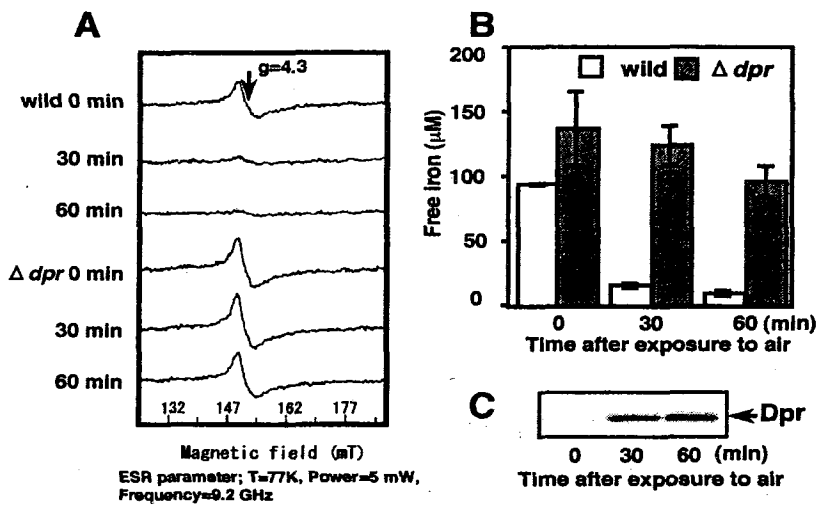 A
g=4.3
wild 0 min
30 min
60 min
Δ dpr 0 min
30 min
60 min
132 147 162 177
Magnetic field (mT)
ESR parameter; T=77K, Power=5 mW,
Frequency=9.2 GHz
B
200
150
100
50
0
Free iron (μM)
wild Δ dpr
0 30 60 (min)
Time after exposure to air
C
Dpr
0 30 60 (min)
Time after exposure to air